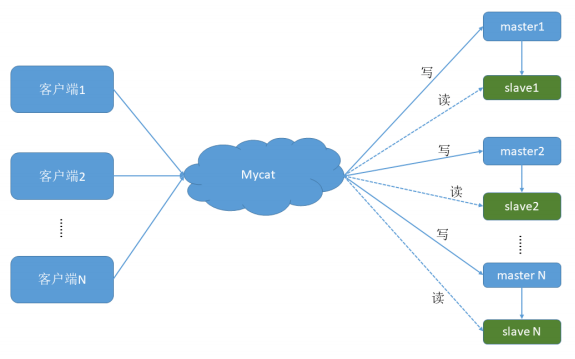 客户端1
客户端2
......
客户端N
Mycat
写
读
写
读
写
读
master1
slave1
master2
slave2
......
master N
slave N